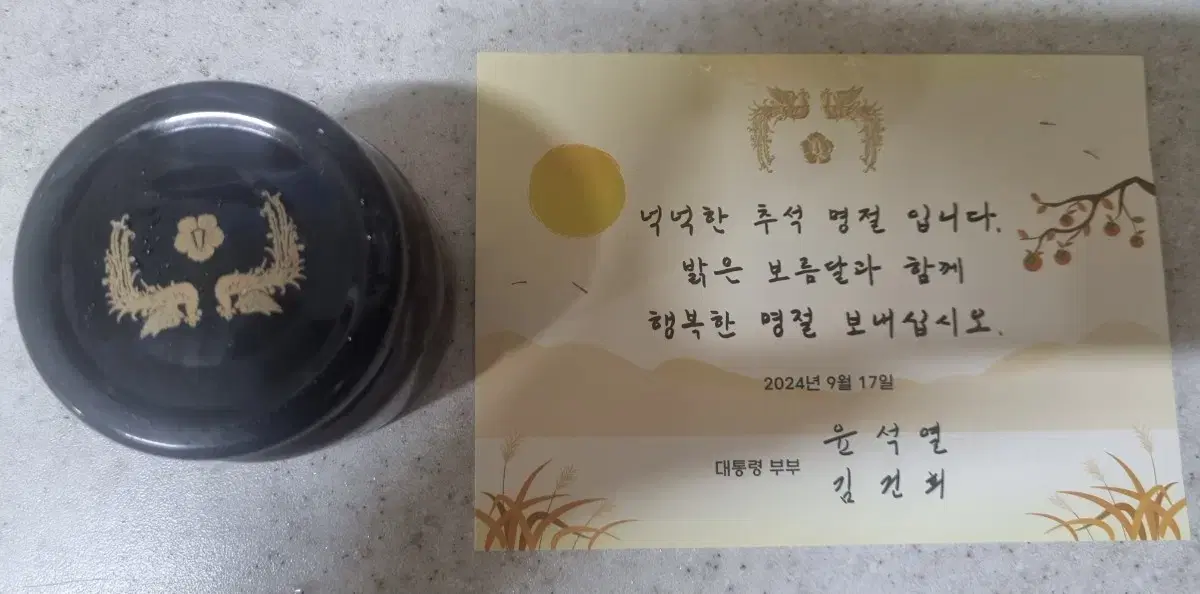 넉넉한 추석 명절 입니다.
밝은 보름달과 함께
행복한 명절 보내십시오.
2024년 9월 17일
대통령 부부
윤석열
김건희